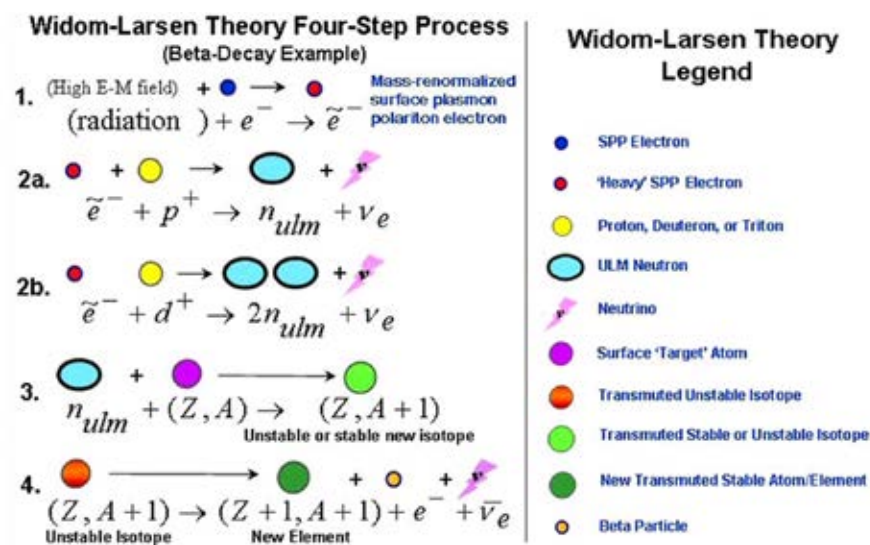 Widom-Larsen Theory Four-Step Process
(Beta-Decay Example)
1. (High E-M field) + → Mass-renormalized
surface plasmon
polariton electron
(radiation ) + e⁻ → ẽ⁻
2a. + → +
ẽ⁻ + p⁺ → n_ulm + ν_e
2b. → +
ẽ⁻ + d⁺ → 2n_ulm + ν_e
3. + →
n_ulm + (Z, A) → (Z, A + 1)
Unstable or stable new isotope
4. → + +
(Z, A + 1) → (Z + 1, A + 1) + e⁻ + ν̅_e
Unstable Isotope New Element
Widom-Larsen Theory
Legend
SPP Electron
'Heavy' SPP Electron
Proton, Deuteron, or Triton
ULM Neutron
ν Neutrino
Surface 'Target' Atom
Transmuted Unstable Isotope
Transmuted Stable or Unstable Isotope
New Transmuted Stable Atom/Element
Beta Particle